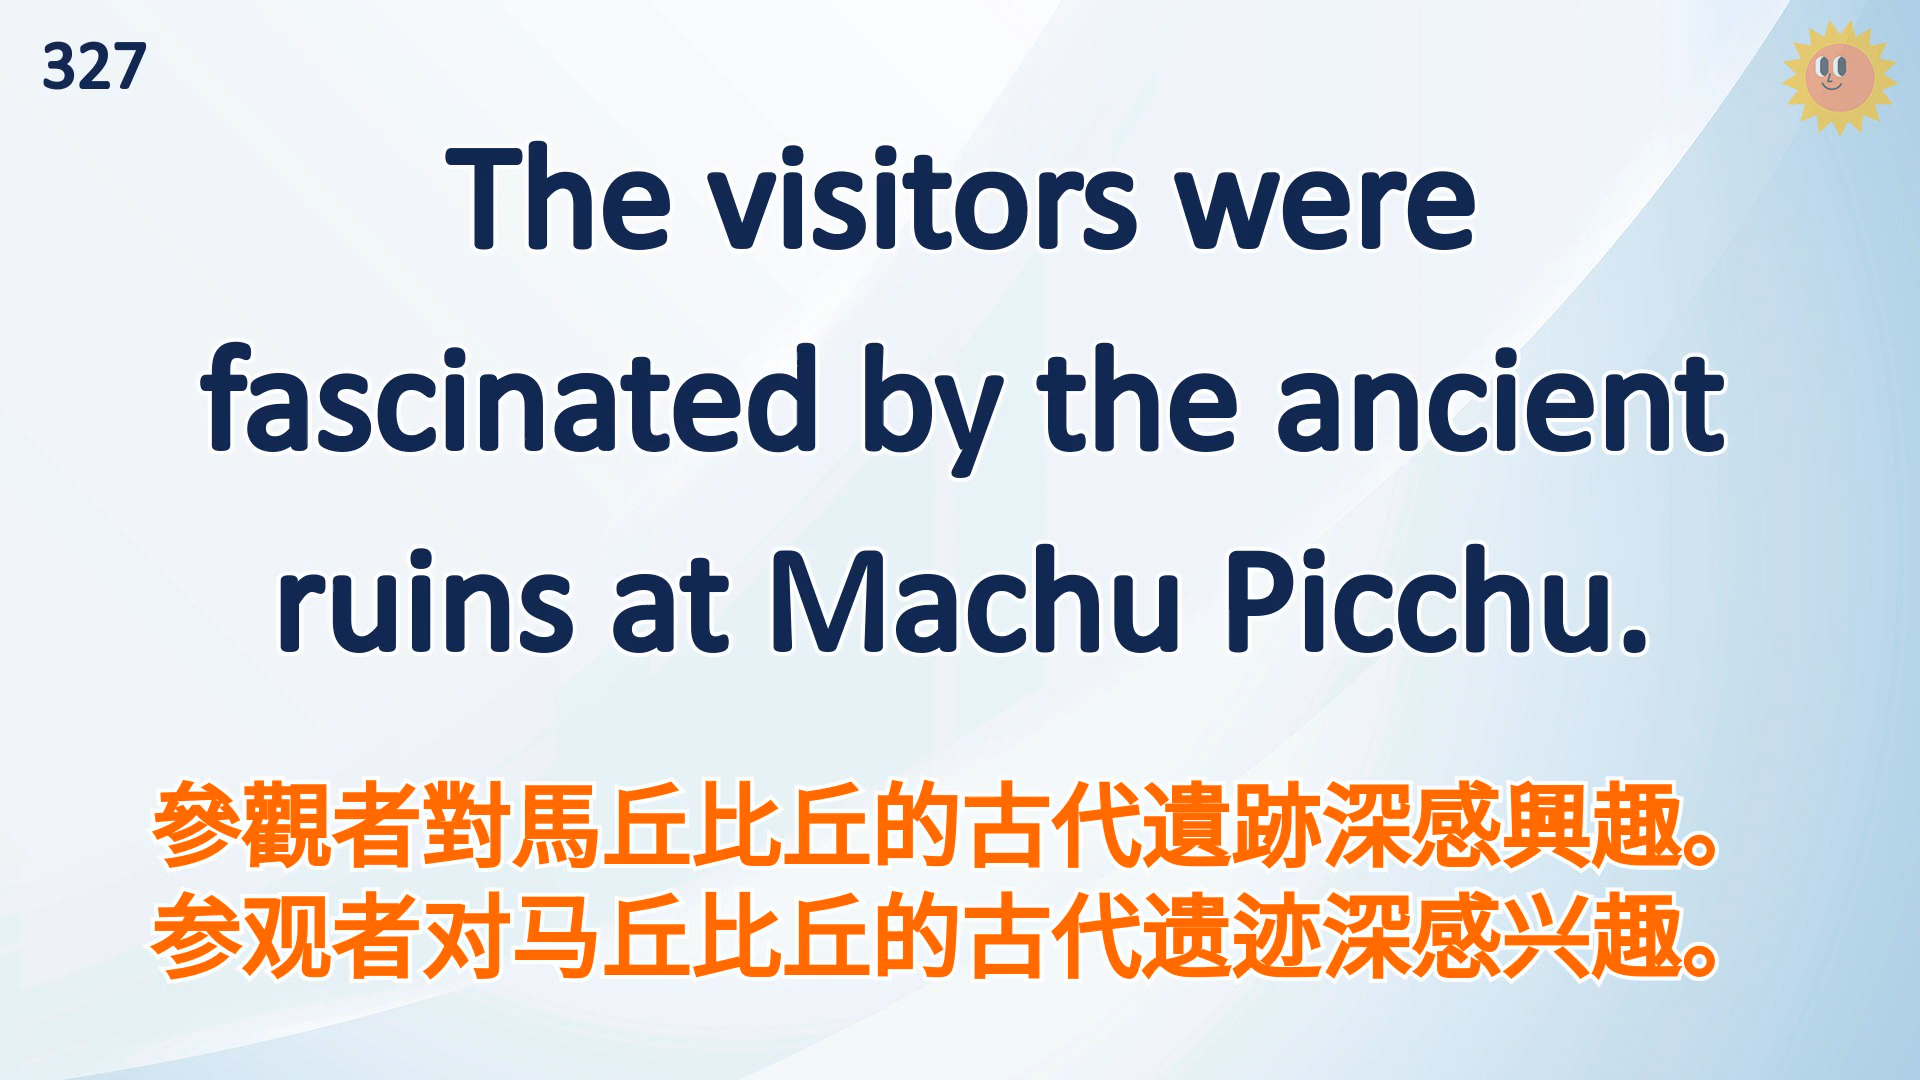 327
The visitors were
fascinated by the ancient
ruins at Machu Picchu.
參觀者對馬丘比丘的古代遺跡深感興趣。
参观者对马丘比丘的古代遗迹深感兴趣。